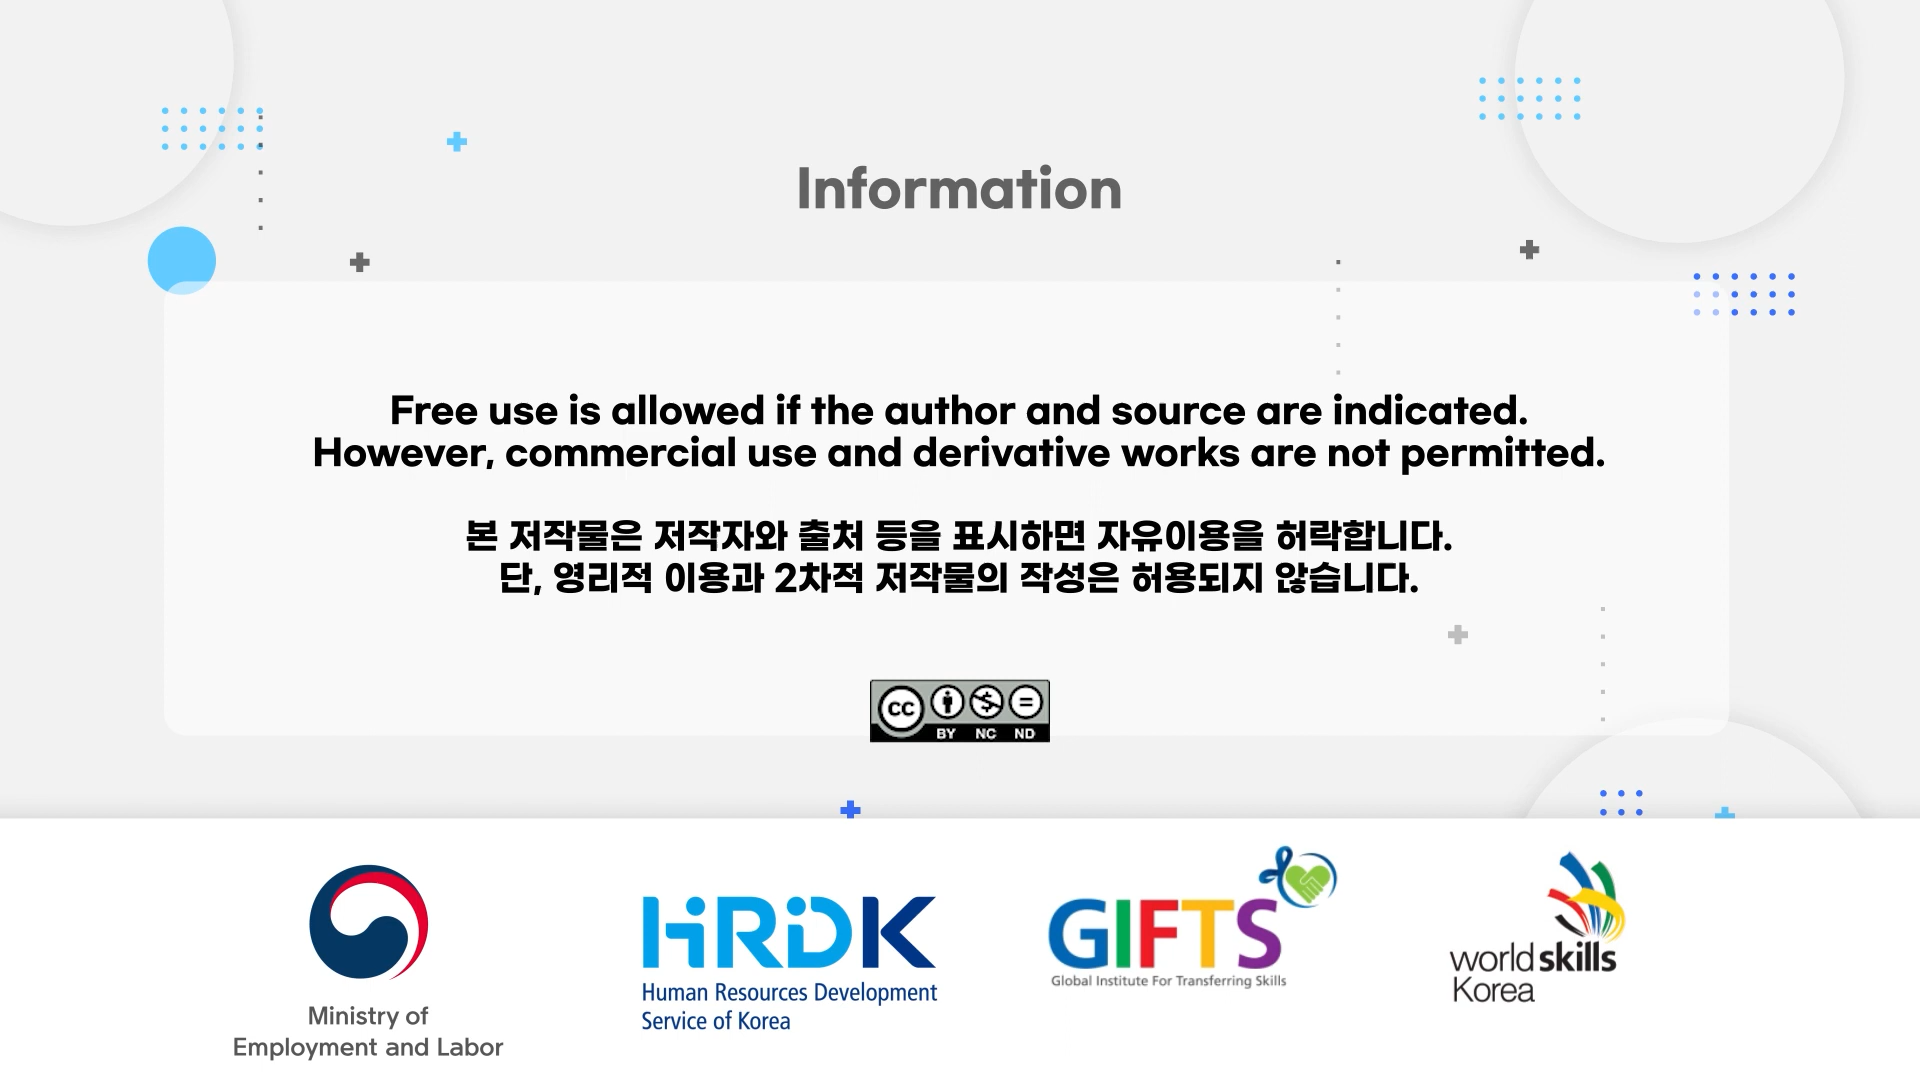 Information
Free use is allowed if the author and source are indicated.
However, commercial use and derivative works are not permitted.
본 저작물은 저작자와 출처 등을 표시하면 자유이용을 허락합니다.
단, 영리적 이용과 2차적 저작물의 작성은 허용되지 않습니다.
CC BY NC ND
Ministry of
Employment and Labor
HRDK
Human Resources Development
Service of Korea
GIFTS
Global Institute For Transferring Skills
world skills
Korea